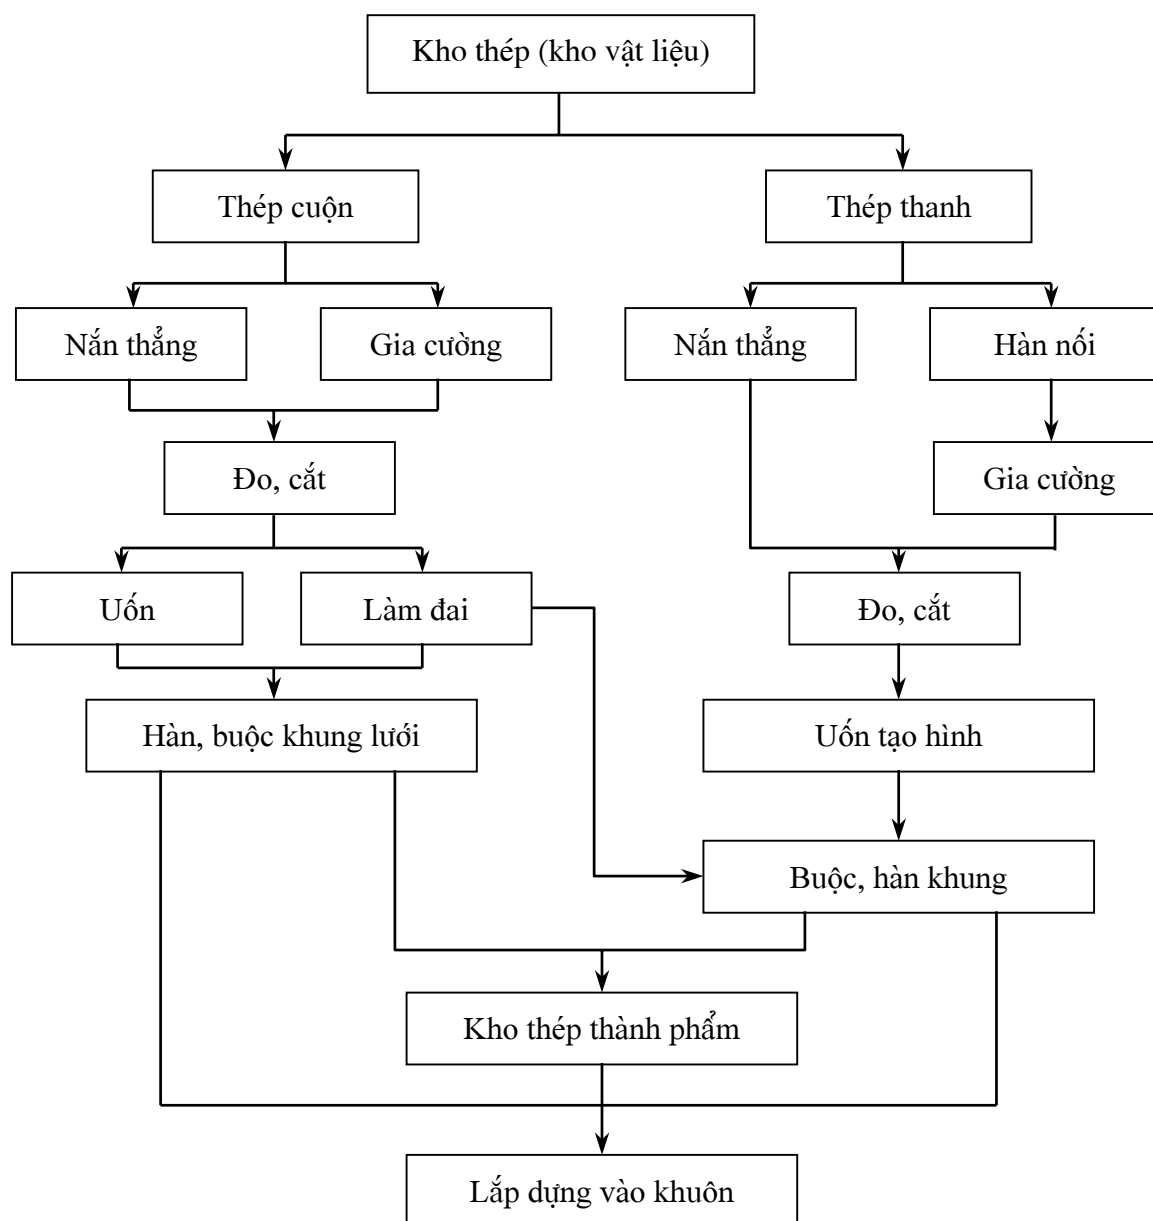 Kho thép (kho vật liệu)
Thép cuộn
Thép thanh
Nắn thẳng
Gia cường
Nắn thẳng
Hàn nối
Đo, cắt
Gia cường
Uốn
Làm đai
Đo, cắt
Hàn, buộc khung lưới
Uốn tạo hình
Buộc, hàn khung
Kho thép thành phẩm
Lắp dựng vào khuôn